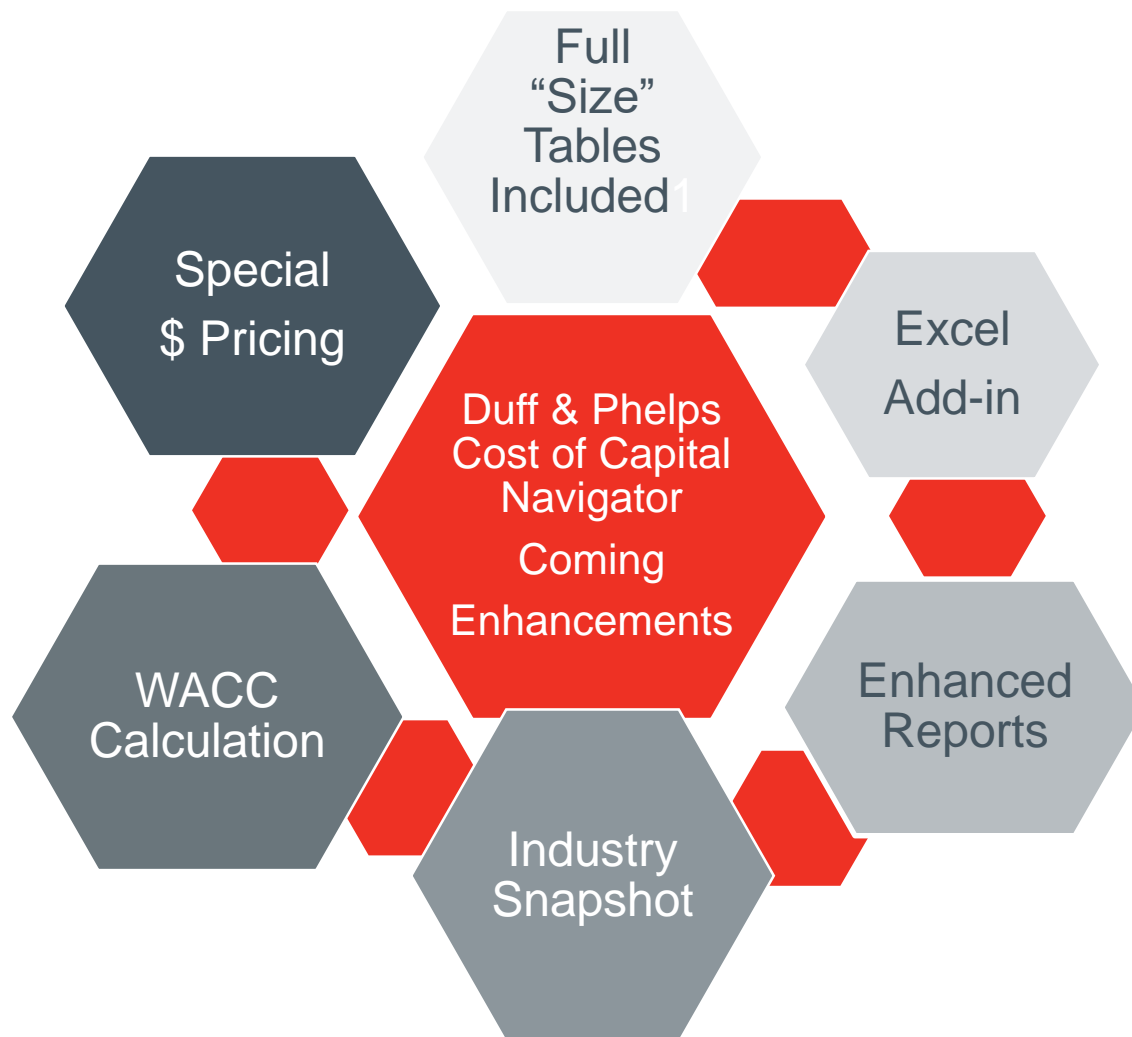 Full
“Size”
Tables
Included1
Special
$ Pricing
Excel
Add-in
Duff & Phelps
Cost of Capital
Navigator
Coming
Enhancements
Enhanced
Reports
WACC
Calculation
Industry
Snapshot